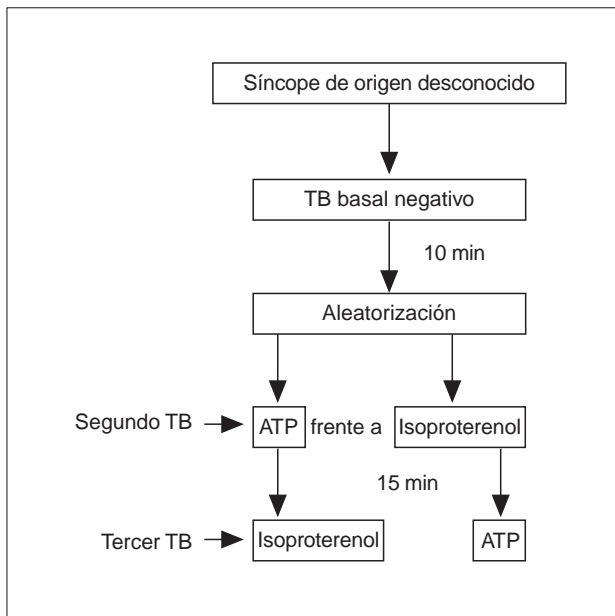 Síncope de origen desconocido
TB basal negativo
10 min
Aleatorización
Segundo TB
ATP frente a Isoproterenol
15 min
Tercer TB
Isoproterenol
ATP